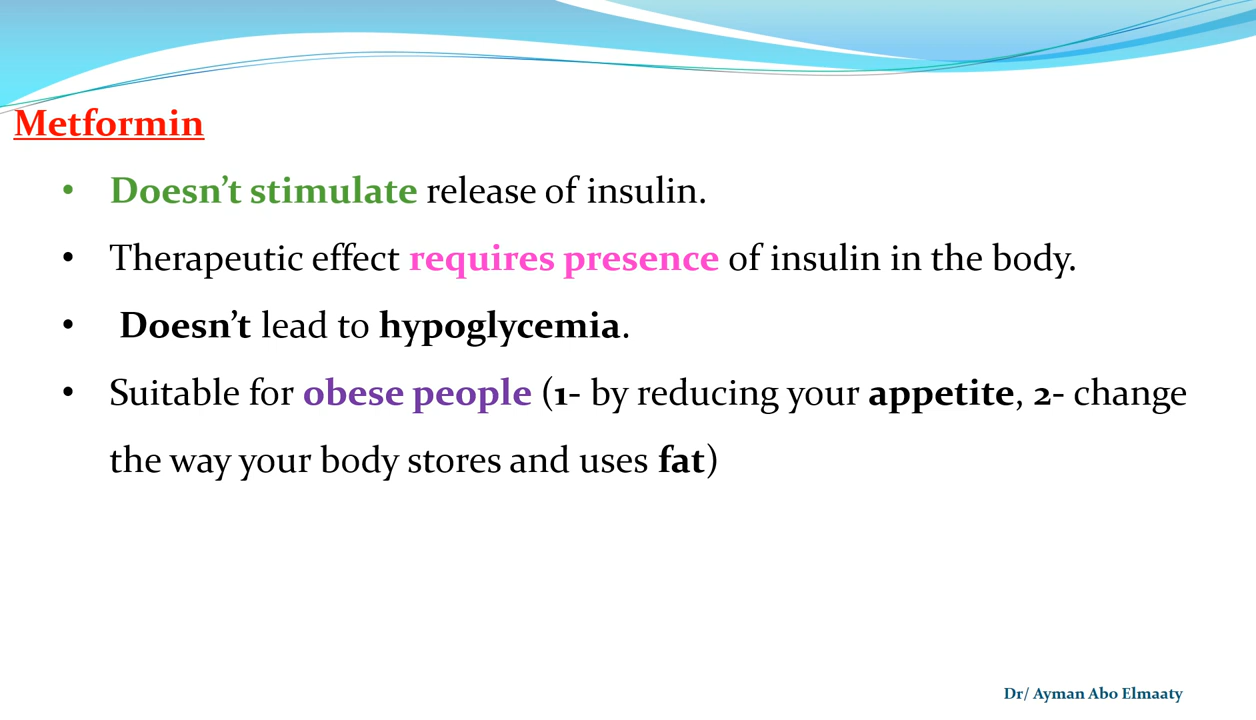 Metformin
• Doesn’t stimulate release of insulin.
• Therapeutic effect requires presence of insulin in the body.
• Doesn’t lead to hypoglycemia.
• Suitable for obese people (1- by reducing your appetite, 2- change
the way your body stores and uses fat)
Dr/ Ayman Abo Elmaaty